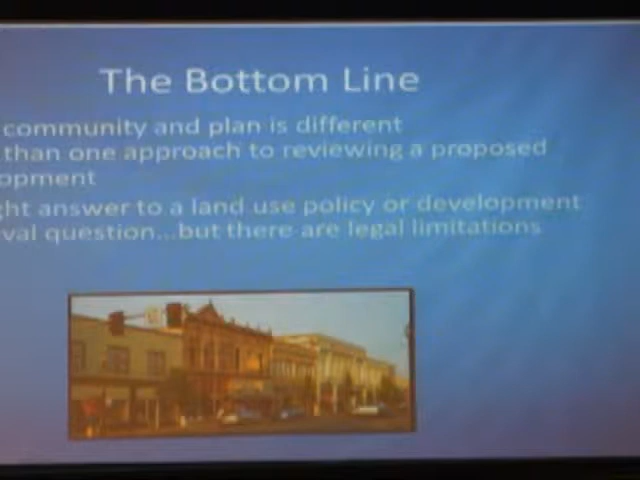 The Bottom Line
community and plan is different
than one approach to reviewing a proposed
opment
ght answer to a land use policy or development
val question...but there are legal limitations